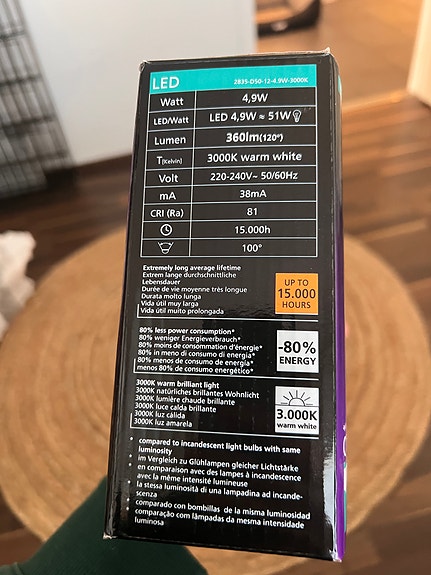 LED 2835-D50-12-4.9W-3000K
Watt 4,9W
LED/Watt LED 4,9W ≈ 51W
Lumen 360lm(120°)
T[Kelvin] 3000K warm white
Volt 220-240V~ 50/60Hz
mA 38mA
CRI (Ra) 81
15.000h
100°
Extremely long average lifetime
Extrem lange durchschnittliche
Lebensdauer
Durée de vie moyenne très longue
Durata molto lunga
Vida útil muy larga
Vida útil muito prolongada
UP TO
15.000
HOURS
80% less power consumption*
80% weniger Energieverbrauch*
80% moins de consommation d'énergie*
80% in meno di consumo di energia*
80% menos de consumo de energía*
menos 80% de consumo energético*
-80%
ENERGY
3000K warm brilliant light
3000K natürliches brillantes Wohnlicht
3000K lumière chaude brillante
3000K luce calda brillante
3000K luz cálida
3000K luz amarela
3.000K
warm white
* compared to incandescent light bulbs with same
luminosity
* im Vergleich zu Glühlampen gleicher Lichtstärke
* en comparaison avec des lampes à incandescence
avec la même intensité lumineuse
* la stessa luminosità di una lampadina ad incande-
scenza
* comparado con bombillas de la misma luminosidad
* comparação com lâmpadas da mesma intensidade
luminosa